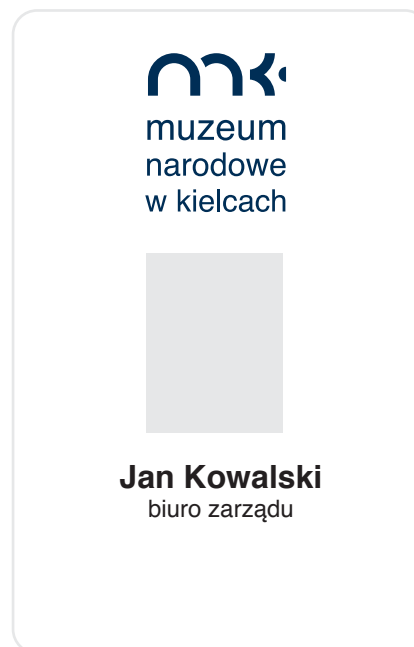 muzeum
narodowe
w kielcach
Jan Kowalski
biuro zarządu